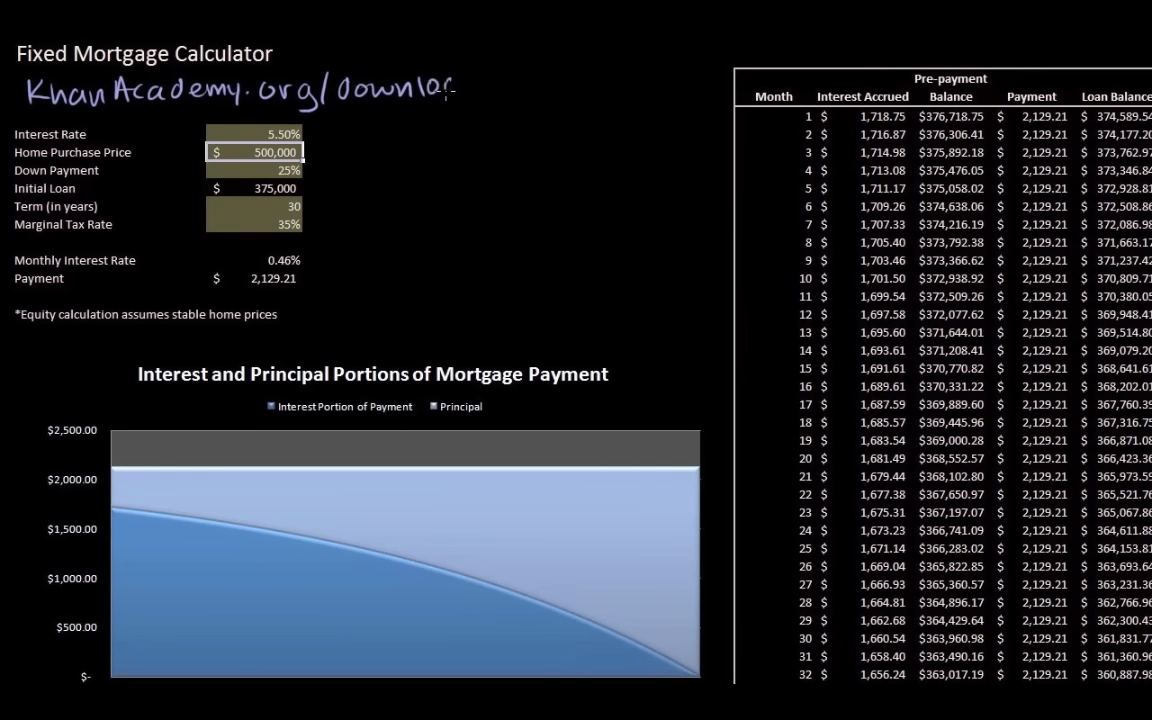 Fixed Mortgage Calculator
KhanAcademy.org/downloa
Interest Rate 5.50%
Home Purchase Price $ 500,000
Down Payment 25%
Initial Loan $ 375,000
Term (in years) 30
Marginal Tax Rate 35%
Monthly Interest Rate 0.46%
Payment $ 2,129.21
*Equity calculation assumes stable home prices
Interest and Principal Portions of Mortgage Payment
Interest Portion of Payment Principal
$2,500.00
$2,000.00
$1,500.00
$1,000.00
$500.00
$-
Pre-payment
Month Interest Accrued Balance Payment Loan Balance
1 $ 1,718.75 $376,718.75 $ 2,129.21 $ 374,589.54
2 $ 1,716.87 $376,306.41 $ 2,129.21 $ 374,177.20
3 $ 1,714.98 $375,892.18 $ 2,129.21 $ 373,762.97
4 $ 1,713.08 $375,476.05 $ 2,129.21 $ 373,346.84
5 $ 1,711.17 $375,058.02 $ 2,129.21 $ 372,928.81
6 $ 1,709.26 $374,638.06 $ 2,129.21 $ 372,508.86
7 $ 1,707.33 $374,216.19 $ 2,129.21 $ 372,086.98
8 $ 1,705.40 $373,792.38 $ 2,129.21 $ 371,663.17
9 $ 1,703.46 $373,366.62 $ 2,129.21 $ 371,237.42
10 $ 1,701.50 $372,938.92 $ 2,129.21 $ 370,809.71
11 $ 1,699.54 $372,509.26 $ 2,129.21 $ 370,380.05
12 $ 1,697.58 $372,077.62 $ 2,129.21 $ 369,948.41
13 $ 1,695.60 $371,644.01 $ 2,129.21 $ 369,514.80
14 $ 1,693.61 $371,208.41 $ 2,129.21 $ 369,079.20
15 $ 1,691.61 $370,770.82 $ 2,129.21 $ 368,641.61
16 $ 1,689.61 $370,331.22 $ 2,129.21 $ 368,202.01
17 $ 1,687.59 $369,889.60 $ 2,129.21 $ 367,760.39
18 $ 1,685.57 $369,445.96 $ 2,129.21 $ 367,316.75
19 $ 1,683.54 $369,000.28 $ 2,129.21 $ 366,871.08
20 $ 1,681.49 $368,552.57 $ 2,129.21 $ 366,423.36
21 $ 1,679.44 $368,102.80 $ 2,129.21 $ 365,973.59
22 $ 1,677.38 $367,650.97 $ 2,129.21 $ 365,521.76
23 $ 1,675.31 $367,197.07 $ 2,129.21 $ 365,067.86
24 $ 1,673.23 $366,741.09 $ 2,129.21 $ 364,611.88
25 $ 1,671.14 $366,283.02 $ 2,129.21 $ 364,153.81
26 $ 1,669.04 $365,822.85 $ 2,129.21 $ 363,693.64
27 $ 1,666.93 $365,360.57 $ 2,129.21 $ 363,231.36
28 $ 1,664.81 $364,896.17 $ 2,129.21 $ 362,766.96
29 $ 1,662.68 $364,429.64 $ 2,129.21 $ 362,300.43
30 $ 1,660.54 $363,960.98 $ 2,129.21 $ 361,831.77
31 $ 1,658.40 $363,490.16 $ 2,129.21 $ 361,360.96
32 $ 1,656.24 $363,017.19 $ 2,129.21 $ 360,887.98